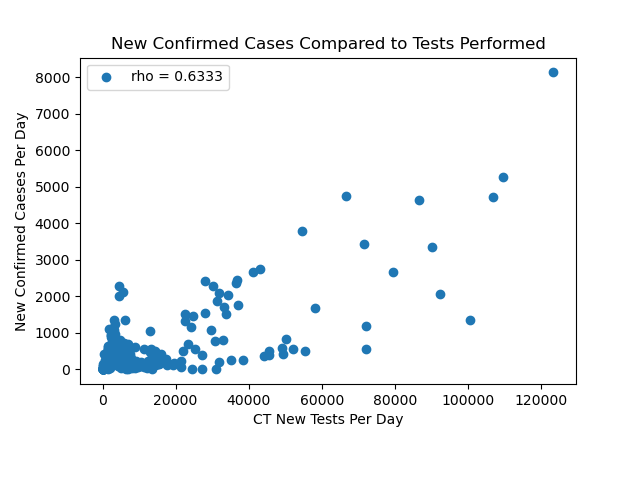 New Confirmed Cases Compared to Tests Performed
rho = 0.6333
8000
7000
6000
5000
4000
3000
2000
1000
0
New Confirmed Caeses Per Day
0 20000 40000 60000 80000 100000 120000
CT New Tests Per Day